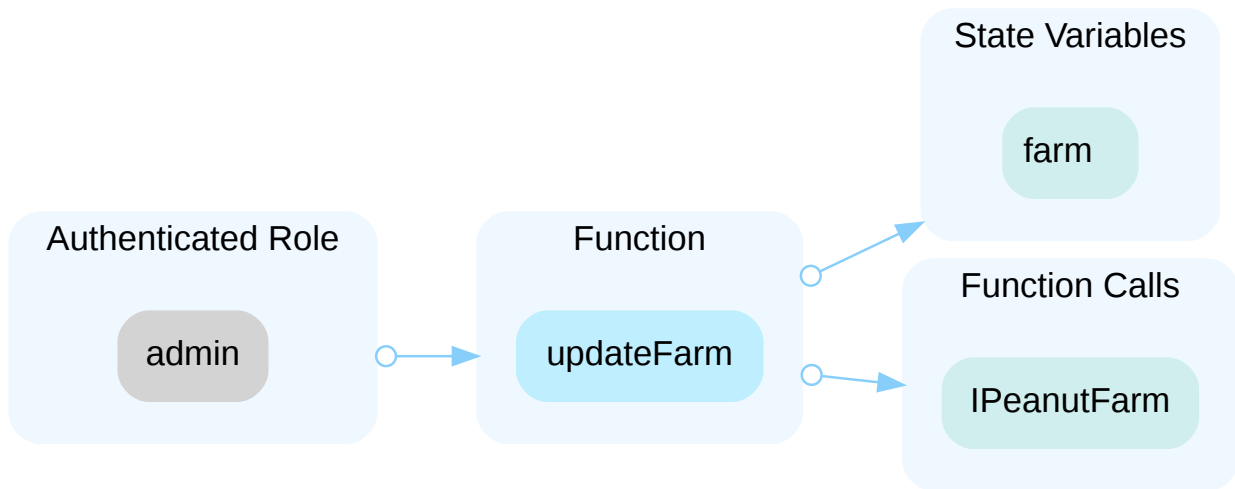 Authenticated Role
admin
Function
updateFarm
State Variables
farm
Function Calls
IPeanutFarm